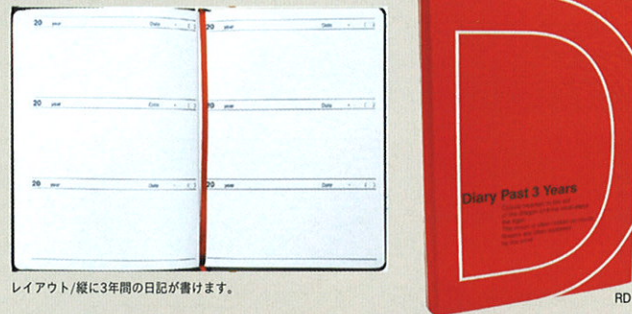 20 year Date ・ ( )
20 year Date ・ ( )
20 year Date ・ ( )
20 year Date ・ ( )
20 year Date ・ ( )
20 year Date ・ ( )
レイアウト/縦に3年間の日記が書けます。
D
Diary Past 3 Years
RD